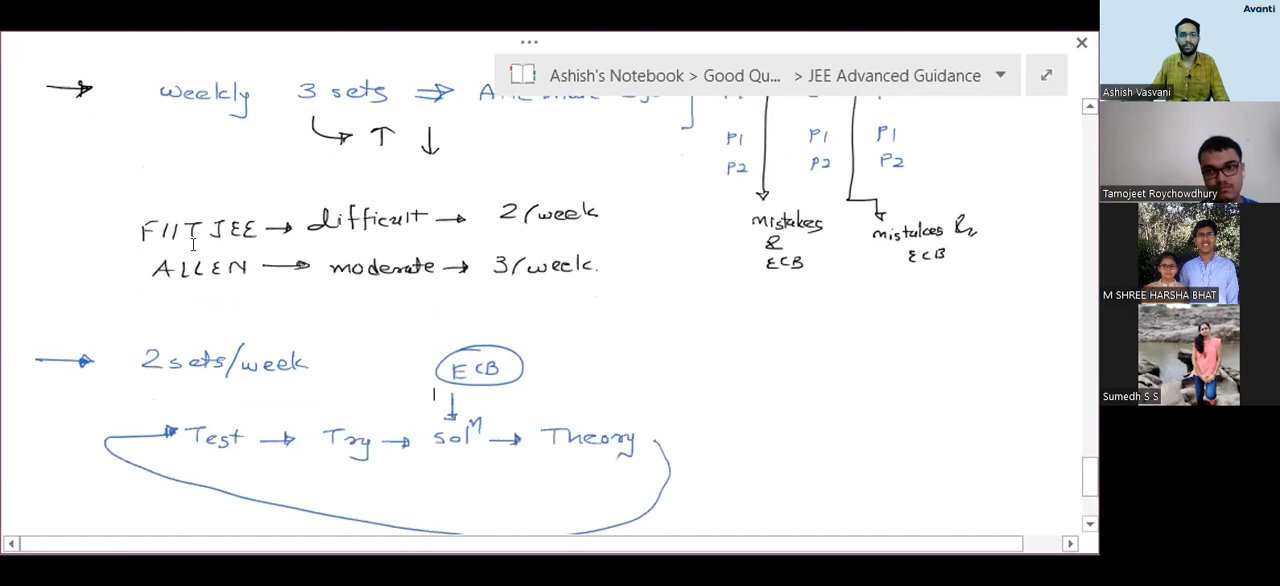 Avanti
Ashish's Notebook > Good Qu... > JEE Advanced Guidance
Ashish Vasvani
weekly 3 sets ⇒
↑ ↓
P1 P1 P1
P2 P2 P2
Tamojeet Roychowdhury
FIITJEE → difficult → 2/week
mistakes & ECB
mistakes & ECB
ALLEN → moderate → 3/week.
M SHREE HARSHA BHAT
→ 2 sets/week
ECB
Sumedh S S
Test → Try → solⁿ → Theory